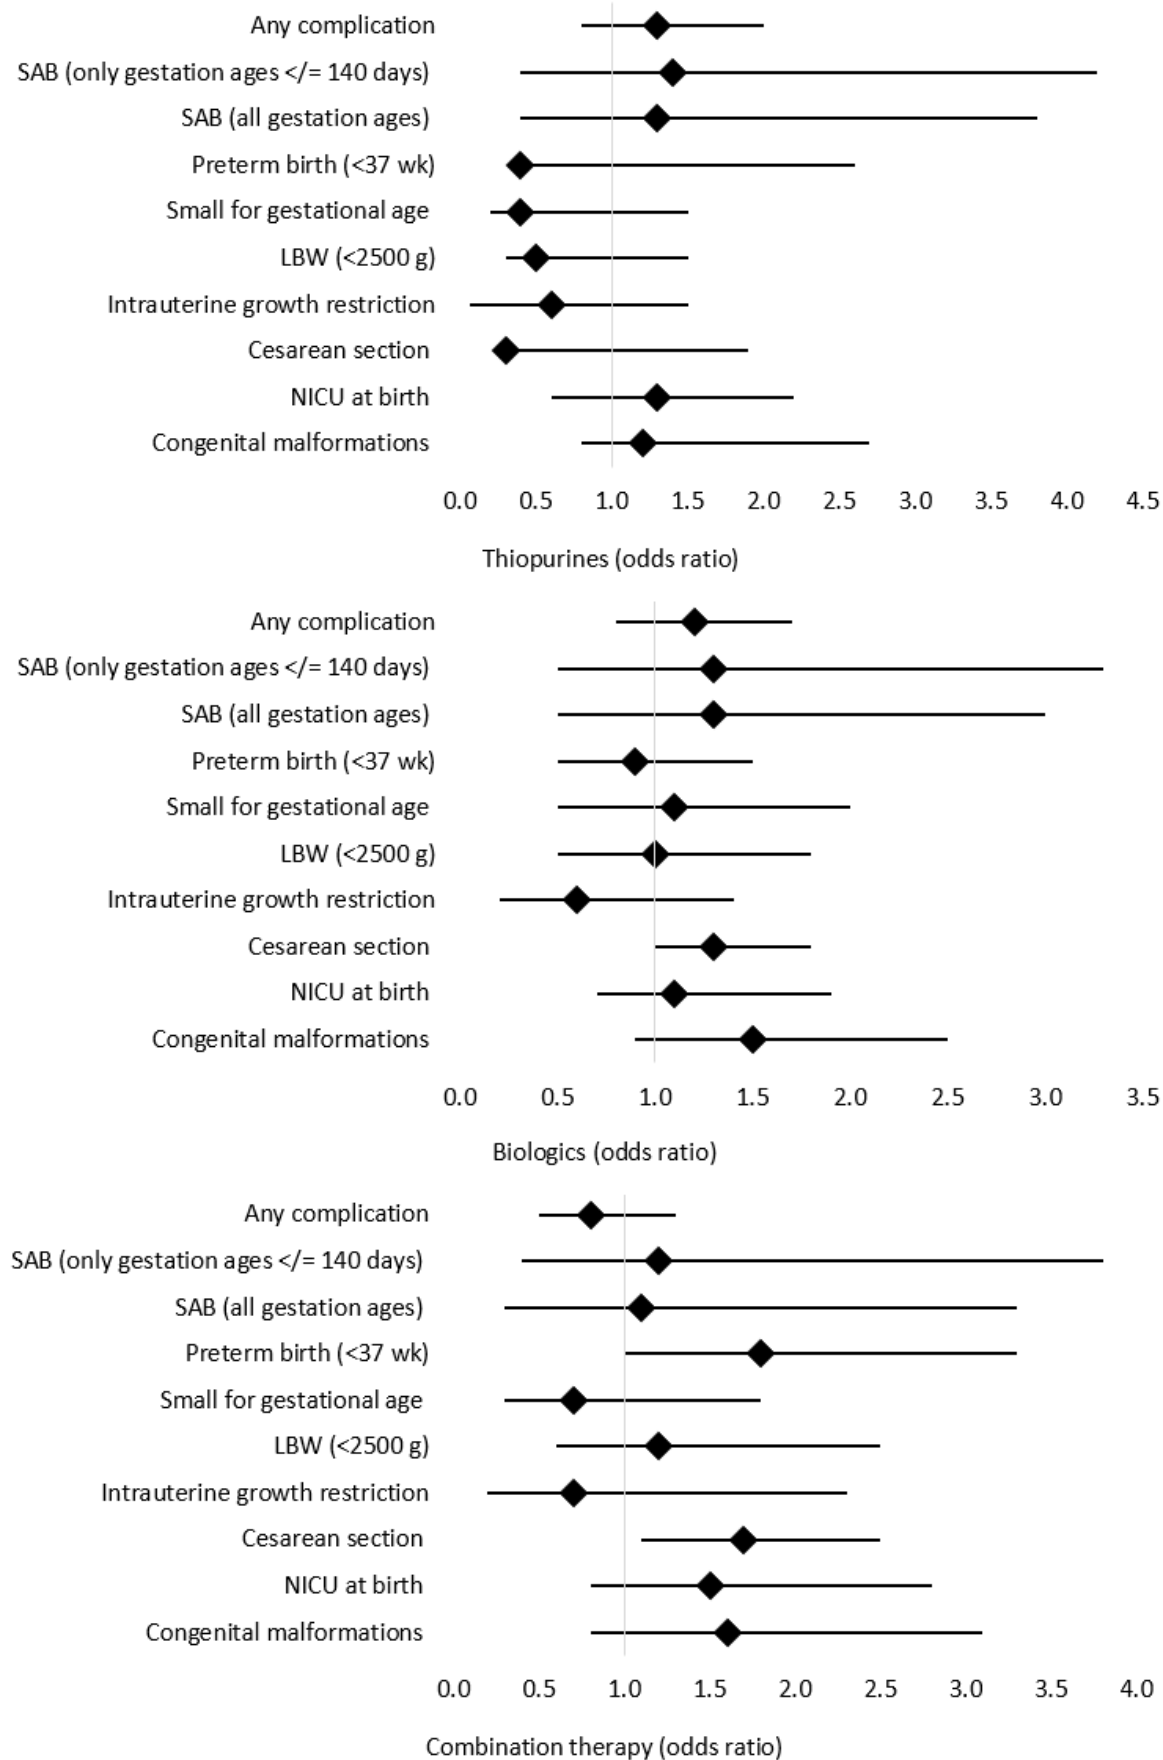 Any complication
SAB (only gestation ages </= 140 days)
SAB (all gestation ages)
Preterm birth (<37 wk)
Small for gestational age
LBW (<2500 g)
Intrauterine growth restriction
Cesarean section
NICU at birth
Congenital malformations
0.0 0.5 1.0 1.5 2.0 2.5 3.0 3.5 4.0 4.5
Thiopurines (odds ratio)
Any complication
SAB (only gestation ages </= 140 days)
SAB (all gestation ages)
Preterm birth (<37 wk)
Small for gestational age
LBW (<2500 g)
Intrauterine growth restriction
Cesarean section
NICU at birth
Congenital malformations
0.0 0.5 1.0 1.5 2.0 2.5 3.0 3.5
Biologics (odds ratio)
Any complication
SAB (only gestation ages </= 140 days)
SAB (all gestation ages)
Preterm birth (<37 wk)
Small for gestational age
LBW (<2500 g)
Intrauterine growth restriction
Cesarean section
NICU at birth
Congenital malformations
0.0 0.5 1.0 1.5 2.0 2.5 3.0 3.5 4.0
Combination therapy (odds ratio)